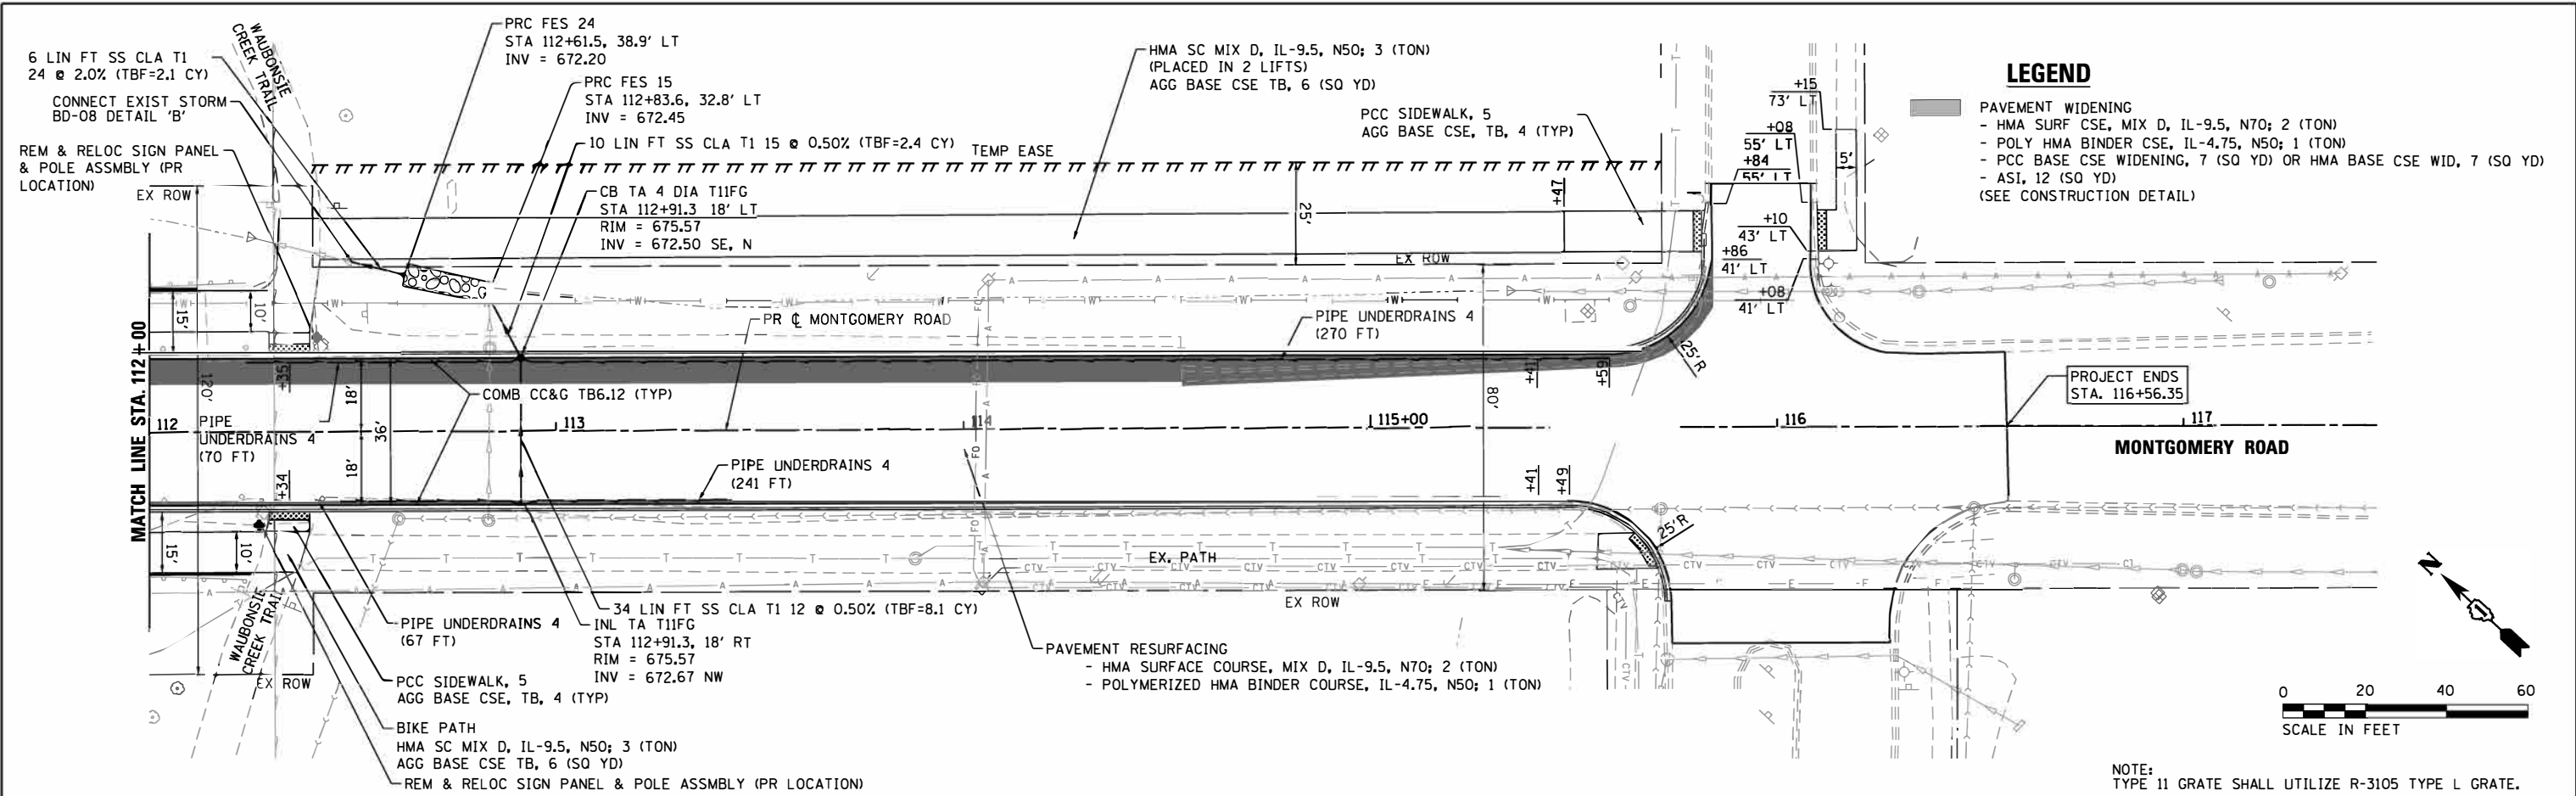 WAUBONSIE
CREEK TRAIL
6 LIN FT SS CLA T1
24 @ 2.0% (TBF=2.1 CY)
CONNECT EXIST STORM
BD-08 DETAIL 'B'
REM & RELOC SIGN PANEL
& POLE ASSMBLY (PR
LOCATION)
EX ROW
PRC FES 24
STA 112+61.5, 38.9' LT
INV = 672.20
PRC FES 15
STA 112+83.6, 32.8' LT
INV = 672.45
10 LIN FT SS CLA T1 15 @ 0.50% (TBF=2.4 CY)
TEMP EASE
CB TA 4 DIA T11FG
STA 112+91.3 18' LT
RIM = 675.57
INV = 672.50 SE, N
HMA SC MIX D, IL-9.5, N50; 3 (TON)
(PLACED IN 2 LIFTS)
AGG BASE CSE TB, 6 (SQ YD)
PCC SIDEWALK, 5
AGG BASE CSE, TB, 4 (TYP)
+47
25'
EX ROW
+15
73' LT
+08
55' LT
+84
55' LT
5'
+10
43' LT
+86
41' LT
+08
41' LT
LEGEND
PAVEMENT WIDENING
- HMA SURF CSE, MIX D, IL-9.5, N70; 2 (TON)
- POLY HMA BINDER CSE, IL-4.75, N50; 1 (TON)
- PCC BASE CSE WIDENING, 7 (SQ YD) OR HMA BASE CSE WID, 7 (SQ YD)
- ASI, 12 (SQ YD)
(SEE CONSTRUCTION DETAIL)
15'
10'
G
PR ℄ MONTGOMERY ROAD
PIPE UNDERDRAINS 4
(270 FT)
25'R
MATCH LINE STA. 112+00
120'
+35
18'
36'
18'
COMB CC&G TB6.12 (TYP)
80'
+41
+59
PROJECT ENDS
STA. 116+56.35
112
113
114
115+00
116
117
PIPE
UNDERDRAINS 4
(70 FT)
MONTGOMERY ROAD
+34
PIPE UNDERDRAINS 4
(241 FT)
FO
+41
+49
25'R
15'
10'
EX. PATH
T T T T T
CTV CTV CTV CTV CTV
EX ROW
WAUBONSIE
CREEK TRAIL
EX ROW
34 LIN FT SS CLA T1 12 @ 0.50% (TBF=8.1 CY)
INL TA T11FG
STA 112+91.3, 18' RT
RIM = 675.57
INV = 672.67 NW
PIPE UNDERDRAINS 4
(67 FT)
PCC SIDEWALK, 5
AGG BASE CSE, TB, 4 (TYP)
BIKE PATH
HMA SC MIX D, IL-9.5, N50; 3 (TON)
AGG BASE CSE TB, 6 (SQ YD)
REM & RELOC SIGN PANEL & POLE ASSMBLY (PR LOCATION)
PAVEMENT RESURFACING
- HMA SURFACE COURSE, MIX D, IL-9.5, N70; 2 (TON)
- POLYMERIZED HMA BINDER COURSE, IL-4.75, N50; 1 (TON)
N
0 20 40 60
SCALE IN FEET
NOTE:
TYPE 11 GRATE SHALL UTILIZE R-3105 TYPE L GRATE.